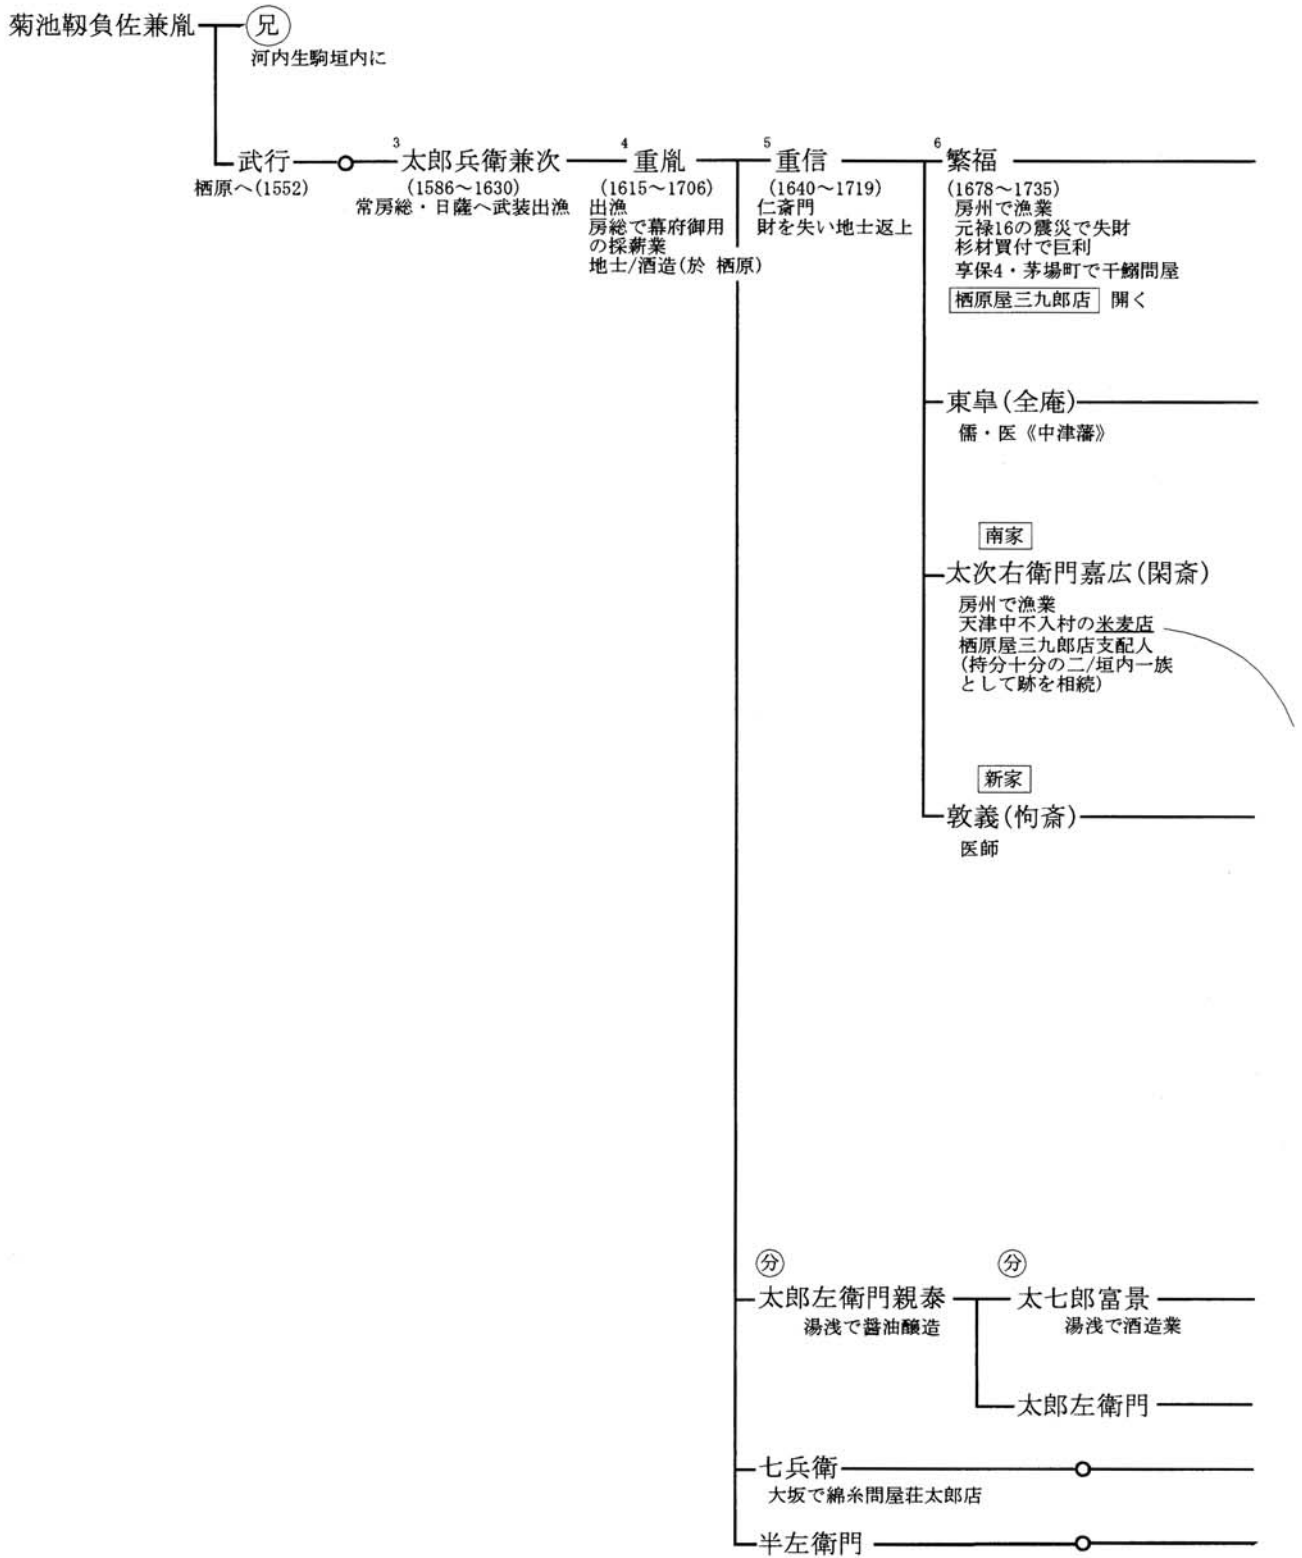 菊池靱負佐兼胤
兄
河内生駒垣内に
武行
栖原へ(1552)
3
太郎兵衛兼次
(1586～1630)
常房総・日薩へ武装出漁
4
重胤
(1615～1706)
出漁
房総で幕府御用
の採薪業
地士/酒造(於 栖原)
5
重信
(1640～1719)
仁斎門
財を失い地士返上
6
繁福
(1678～1735)
房州で漁業
元禄16の震災で失財
杉材買付で巨利
享保4・茅場町で干鰯問屋
栖原屋三九郎店 開く
東皐(全庵)
儒・医《中津藩》
南家
太次右衛門嘉広(閑斎)
房州で漁業
天津中不入村の米麦店
栖原屋三九郎店支配人
(持分十分の二/垣内一族
として跡を相続)
新家
敦義(恂斎)
医師
分
太郎左衛門親泰
湯浅で醤油醸造
分
太七郎富景
湯浅で酒造業
太郎左衛門
七兵衛
大坂で綿糸問屋荘太郎店
半左衛門